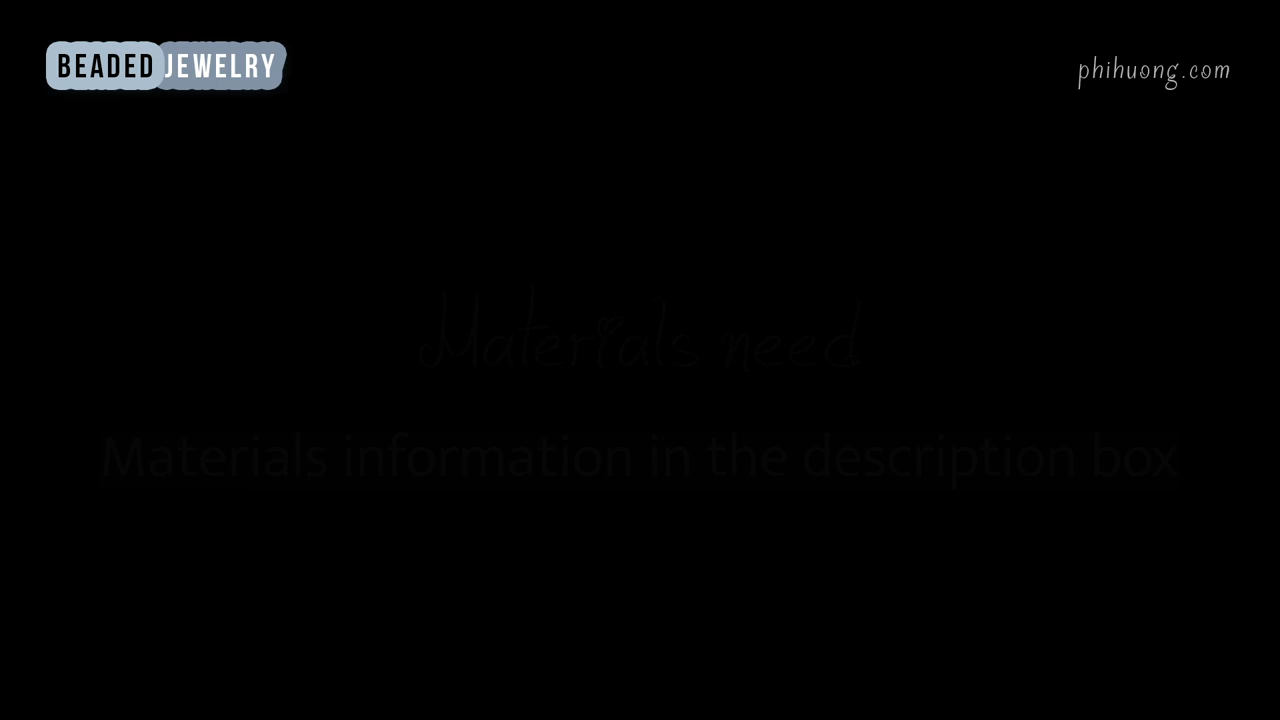 BEADED JEWELRY
phihuong.com
Materials need
Materials information in the description box